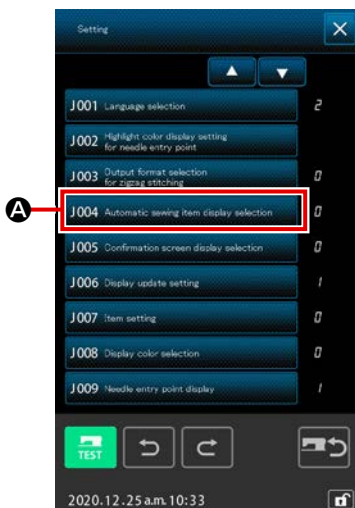 Setting
J001 Language selection 2
J002 Highlight color display setting
for needle entry point
J003 Output format selection 0
for zigzag stitching
A
J004 Automatic sewing item display selection 0
J005 Confirmation screen display selection 0
J006 Display update setting 1
J007 Item setting 0
J008 Display color selection 0
J009 Needle entry point display 1
TEST
2020.12.25 a.m. 10:33